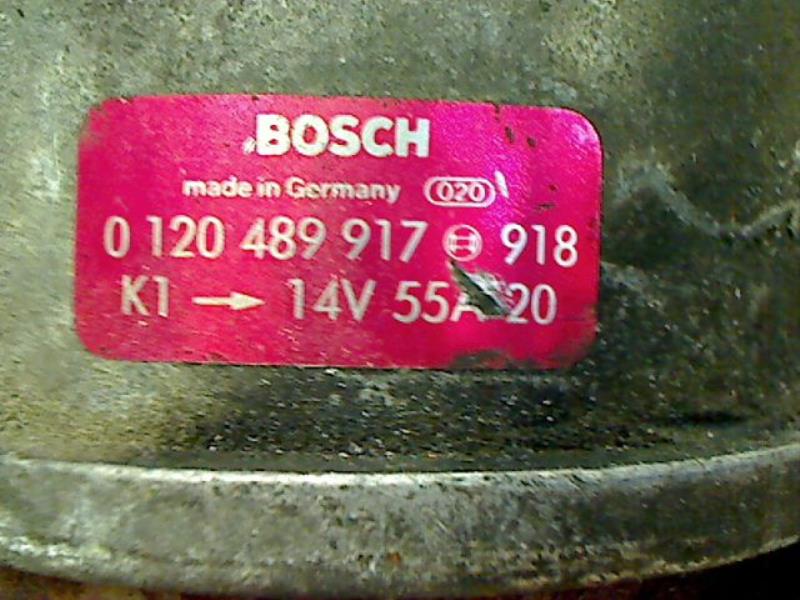 BOSCH
made in Germany 020
0 120 489 917 918
K1 → 14V 55A 20